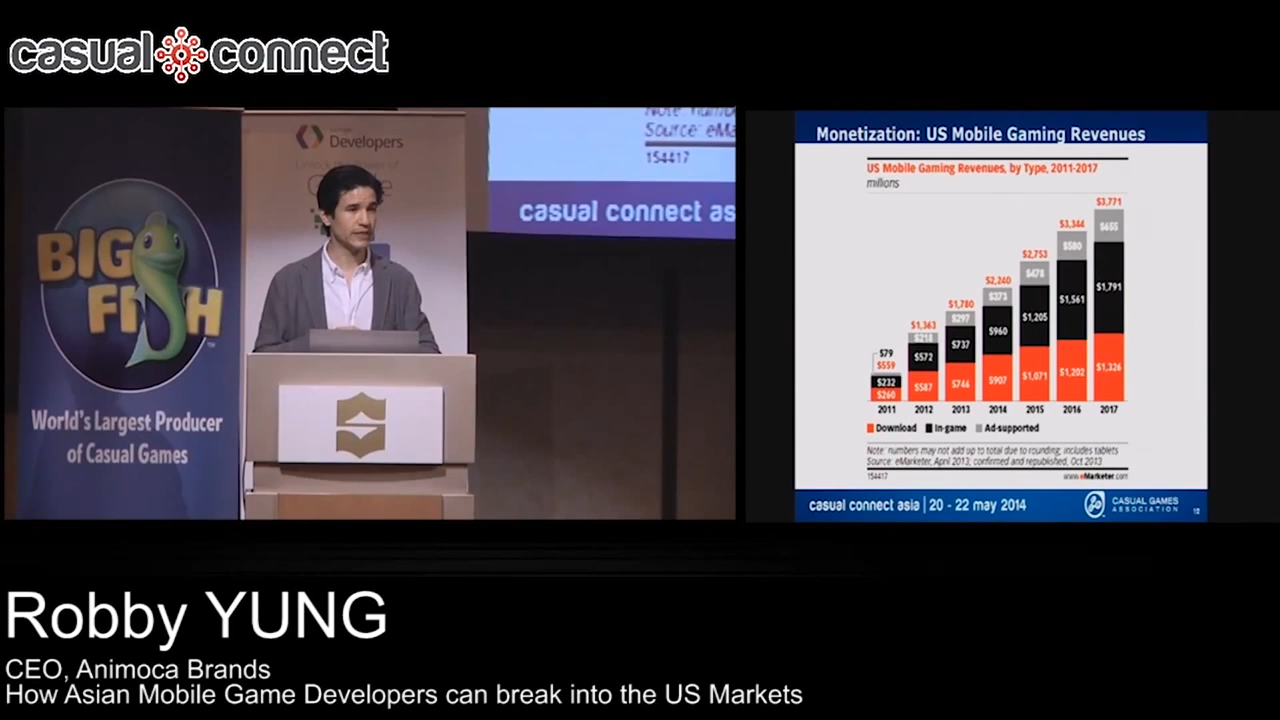 casual connect
Developers
BIG
FISH
World's Largest Producer
of Casual Games
Source: eMa
154417
casual connect as
Monetization: US Mobile Gaming Revenues
US Mobile Gaming Revenues, by Type, 2011-2017
millions
$3,771
$655
$3,344
$580
$2,753
$478
$2,240
$373
$1,791
$1,780
$297
$1,561
$1,363
$1,205
$960
$79
$737
$559
$572
$232
$260
$587
$746
$907
$1,071
$1,202
$1,326
2011 2012 2013 2014 2015 2016 2017
Download In-game Ad-supported
Note: numbers may not add up to total due to rounding; includes tablets
Source: eMarketer, April 2013; confirmed and republished, Oct 2013
154417 www.eMarketer.com
casual connect asia | 20 - 22 may 2014
CASUAL GAMES
ASSOCIATION
12
Robby YUNG
CEO, Animoca Brands
How Asian Mobile Game Developers can break into the US Markets